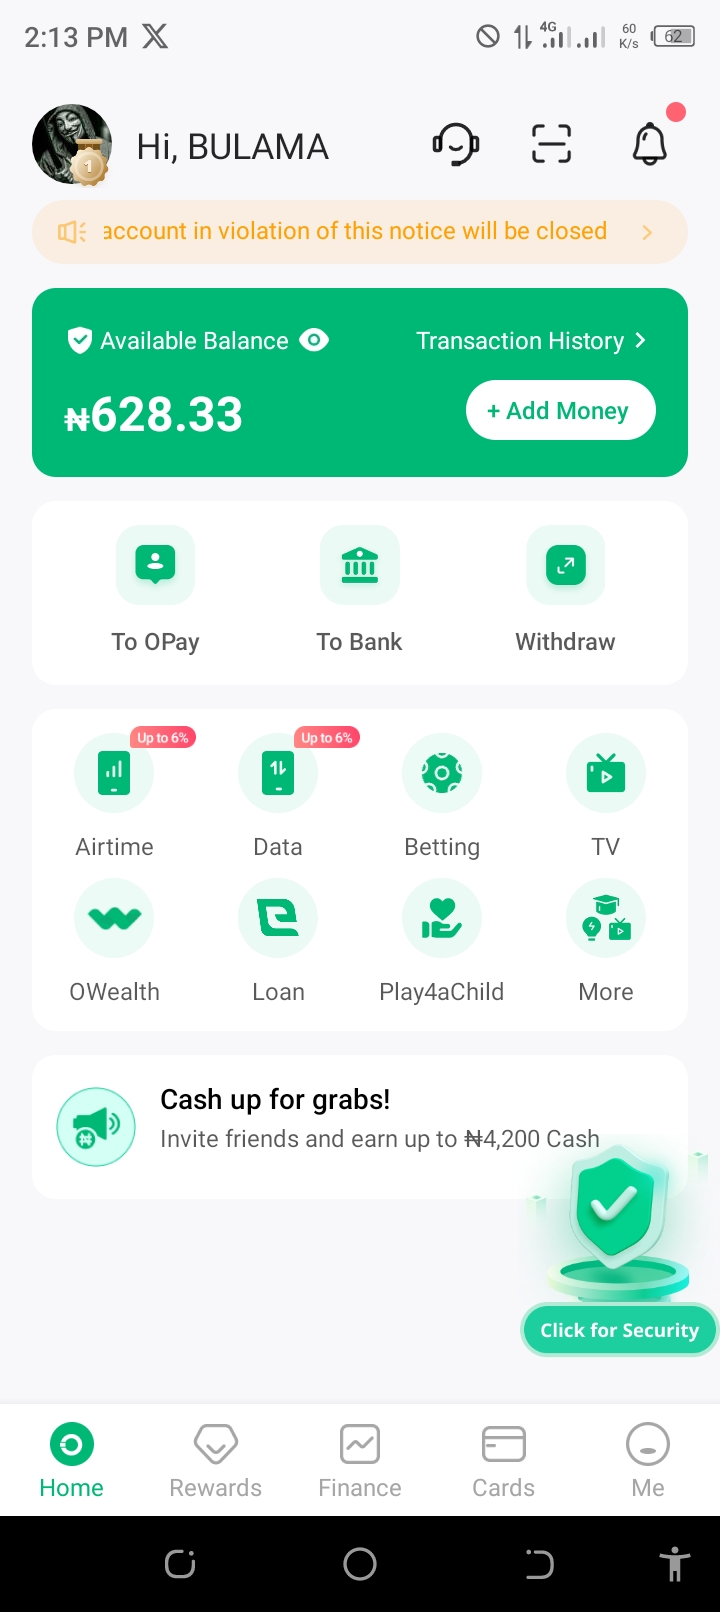 2:13 PM
4G
60
K/s
62
1
Hi, BULAMA
account in violation of this notice will be closed
Available Balance
Transaction History
₦628.33
+ Add Money
To OPay
To Bank
Withdraw
Up to 6%
Up to 6%
Airtime
Data
Betting
TV
OWealth
Loan
Play4aChild
More
Cash up for grabs!
Invite friends and earn up to ₦4,200 Cash
Click for Security
Home
Rewards
Finance
Cards
Me